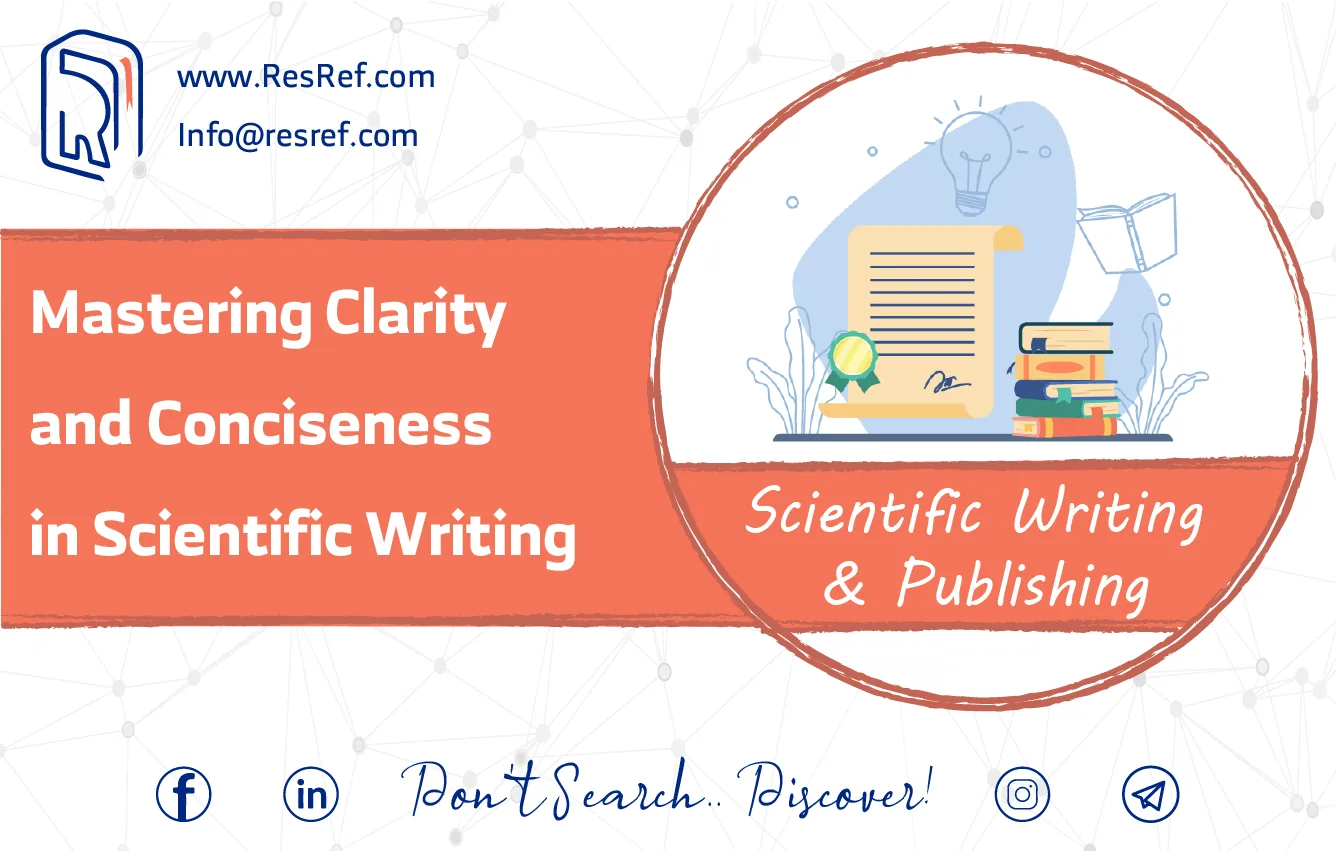 www.ResRef.com
Info@resref.com
Mastering Clarity
and Conciseness
in Scientific Writing
Scientific Writing
& Publishing
Don't Search.. Discover!